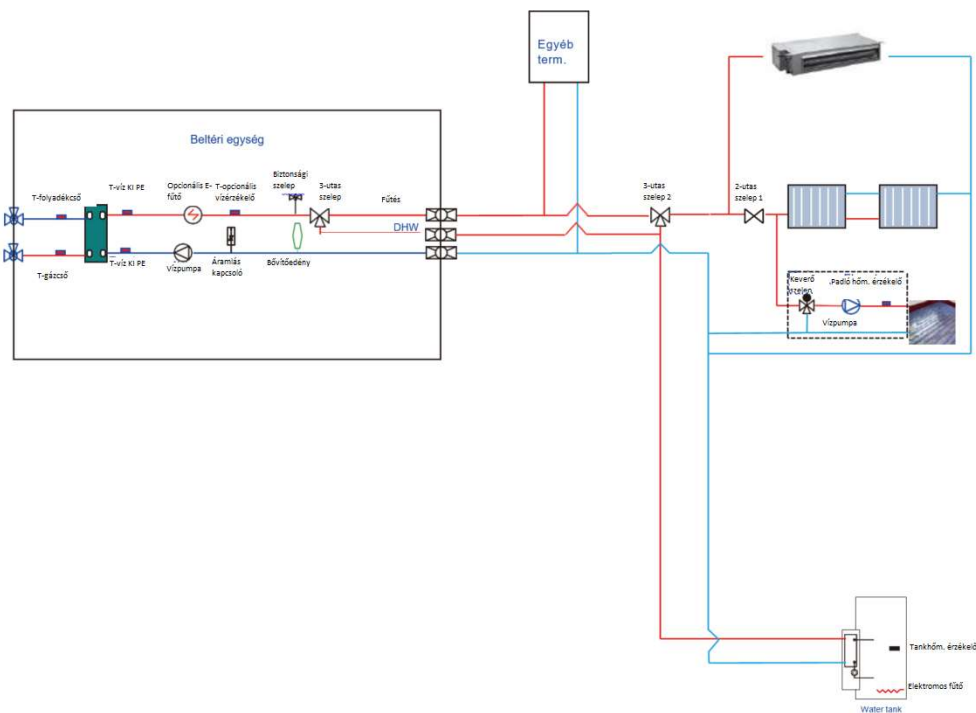 Egyéb
term.
Beltéri egység
T-folyadékcső
T-víz KI PE
Opcionális E-
fűtő
T-opcionális
vízérzékelő
Biztonsági
szelep
3-utas
szelep
Fűtés
DHW
T-gázcső
T-víz KI PE
Vízpumpa
Áramlás
kapcsoló
Bővítőedény
3-utas
szelep 2
2-utas
szelep 1
Keverő
szelep
Padló hőm. érzékelő
Vízpumpa
Tankhőm. érzékelő
Elektromos fűtő
Water tank